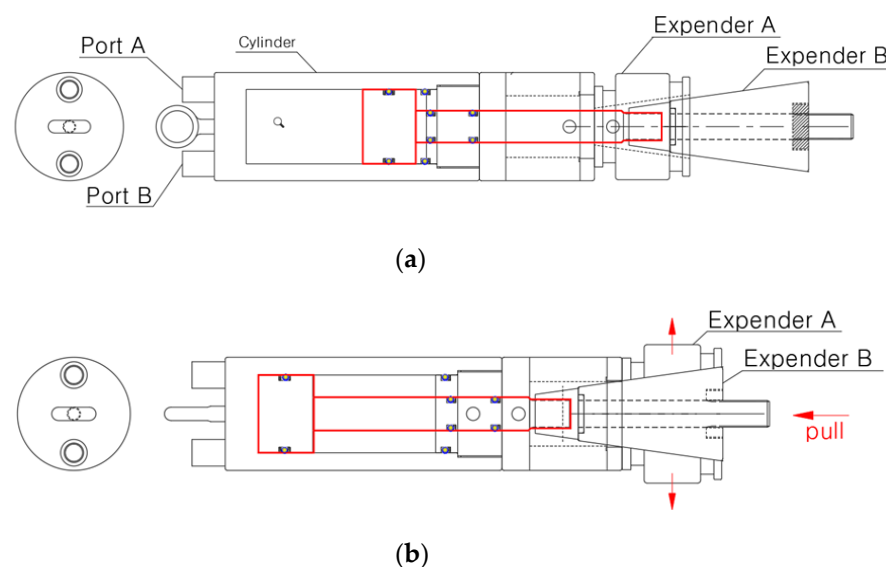 Port A
Cylinder
Expender A
Expender B
Port B
(a)
Expender A
Expender B
pull
(b)